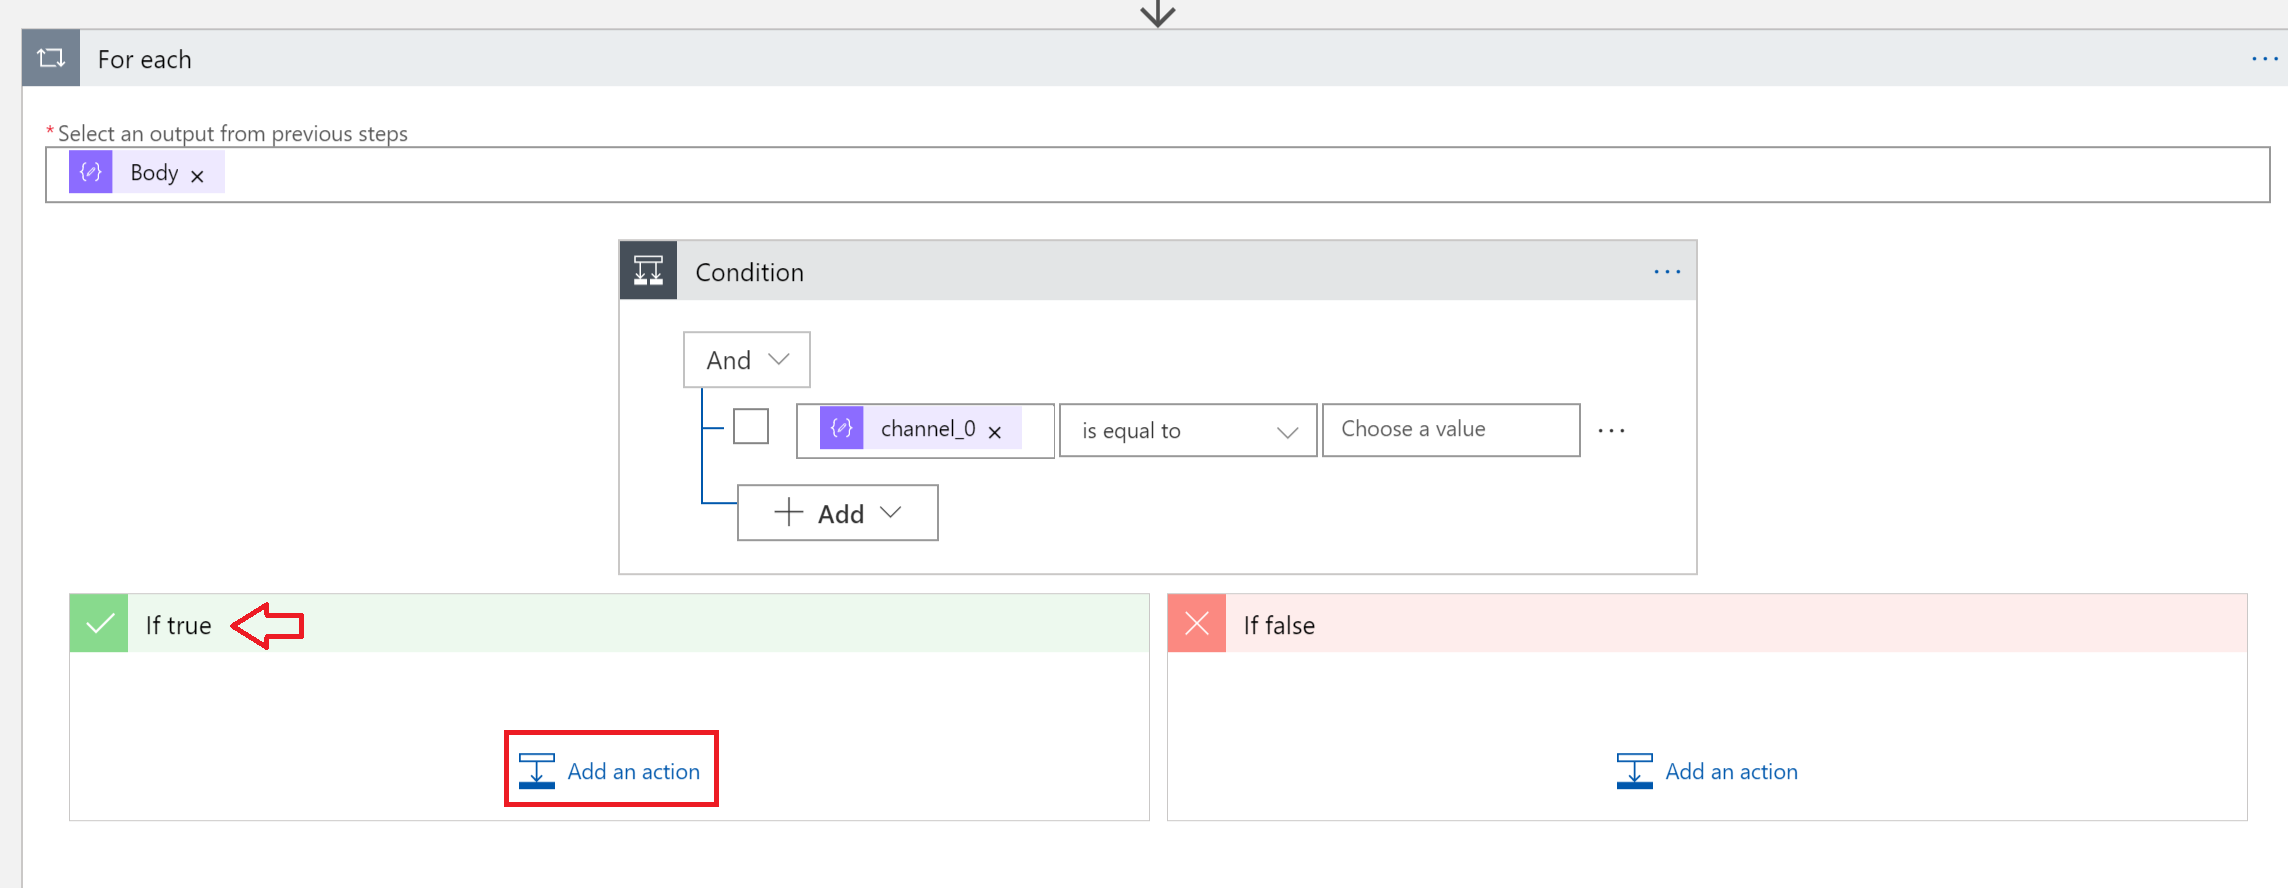 For each
* Select an output from previous steps
Body ×
Condition
And
channel_0 × is equal to Choose a value
Add
If true
If false
Add an action
Add an action